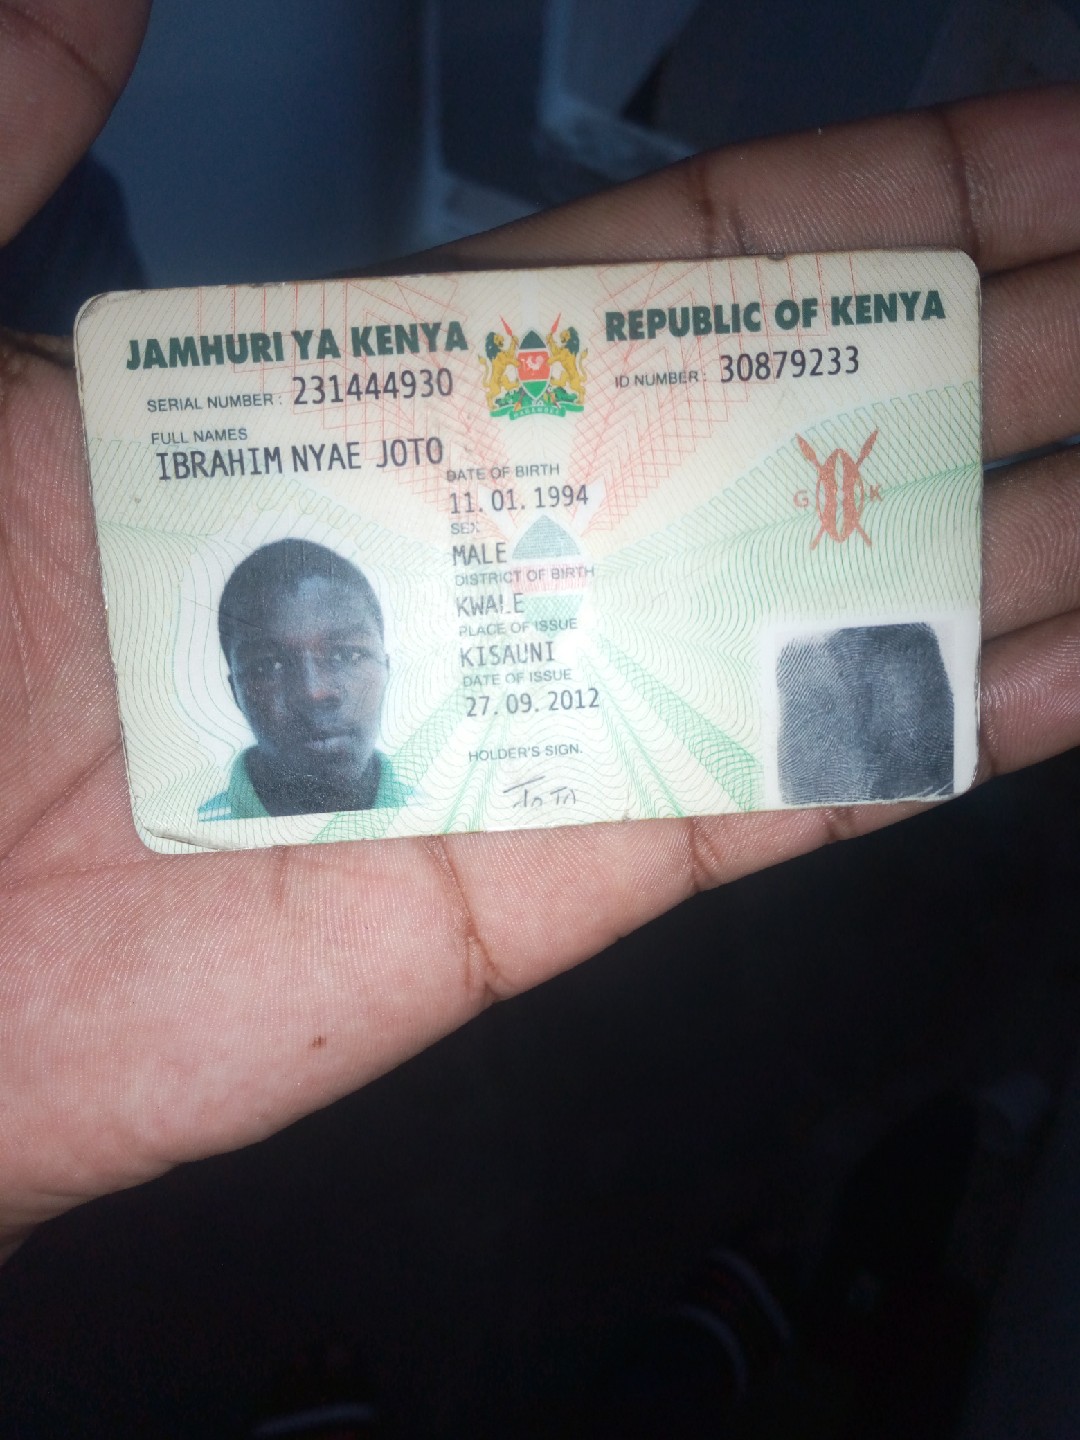 JAMHURI YA KENYA
REPUBLIC OF KENYA
SERIAL NUMBER : 231444930
ID NUMBER : 30879233
FULL NAMES
IBRAHIM NYAE JOTO
DATE OF BIRTH
11. 01. 1994
SEX
MALE
DISTRICT OF BIRTH
KWALE
PLACE OF ISSUE
KISAUNI
DATE OF ISSUE
27. 09. 2012
HOLDER'S SIGN.
G K